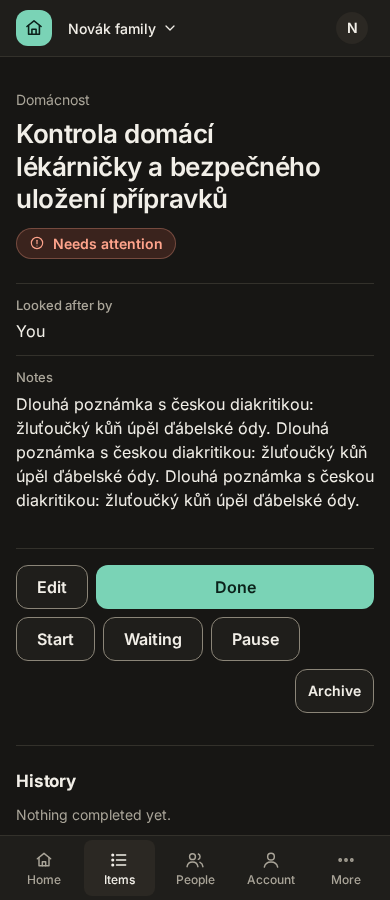 Novák family
N
Domácnost
Kontrola domácí
lékárničky a bezpečného
uložení přípravků
Needs attention
Looked after by
You
Notes
Dlouhá poznámka s českou diakritikou:
žluťoučký kůň úpěl ďábelské ódy. Dlouhá
poznámka s českou diakritikou: žluťoučký kůň
úpěl ďábelské ódy. Dlouhá poznámka s českou
diakritikou: žluťoučký kůň úpěl ďábelské ódy.
Edit Done
Start Waiting Pause
Archive
History
Nothing completed yet.
Home Items People Account More